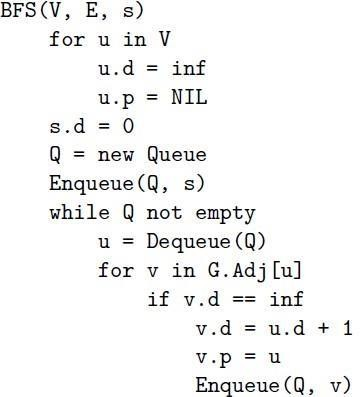 BFS(V, E, s)
    for u in V
        u.d = inf
        u.p = NIL
    s.d = 0
    Q = new Queue
    Enqueue(Q, s)
    while Q not empty
        u = Dequeue(Q)
        for v in G.Adj[u]
            if v.d == inf
                v.d = u.d + 1
                v.p = u
                Enqueue(Q, v)